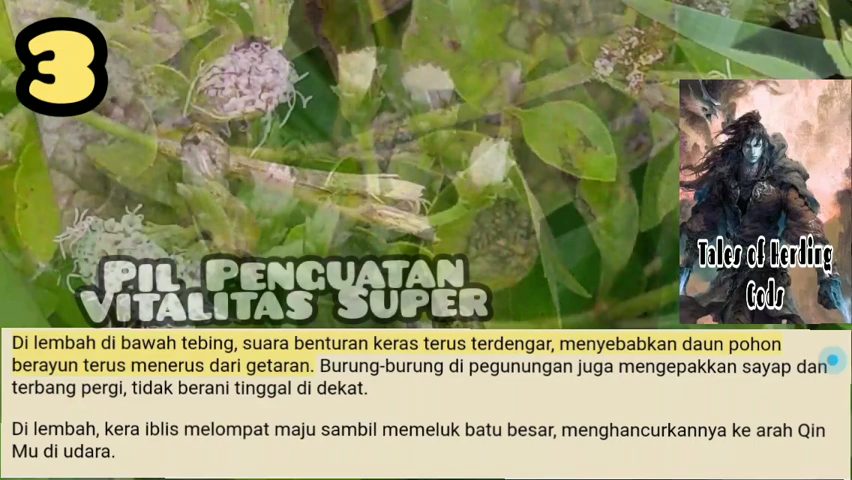 3
Tales of Herding
Gods
PIL PENGUATAN
VITALITAS SUPER
Di lembah di bawah tebing, suara benturan keras terus terdengar, menyebabkan daun pohon
berayun terus menerus dari getaran. Burung-burung di pegunungan juga mengepakkan sayap dan
terbang pergi, tidak berani tinggal di dekat.
Di lembah, kera iblis melompat maju sambil memeluk batu besar, menghancurkannya ke arah Qin
Mu di udara.